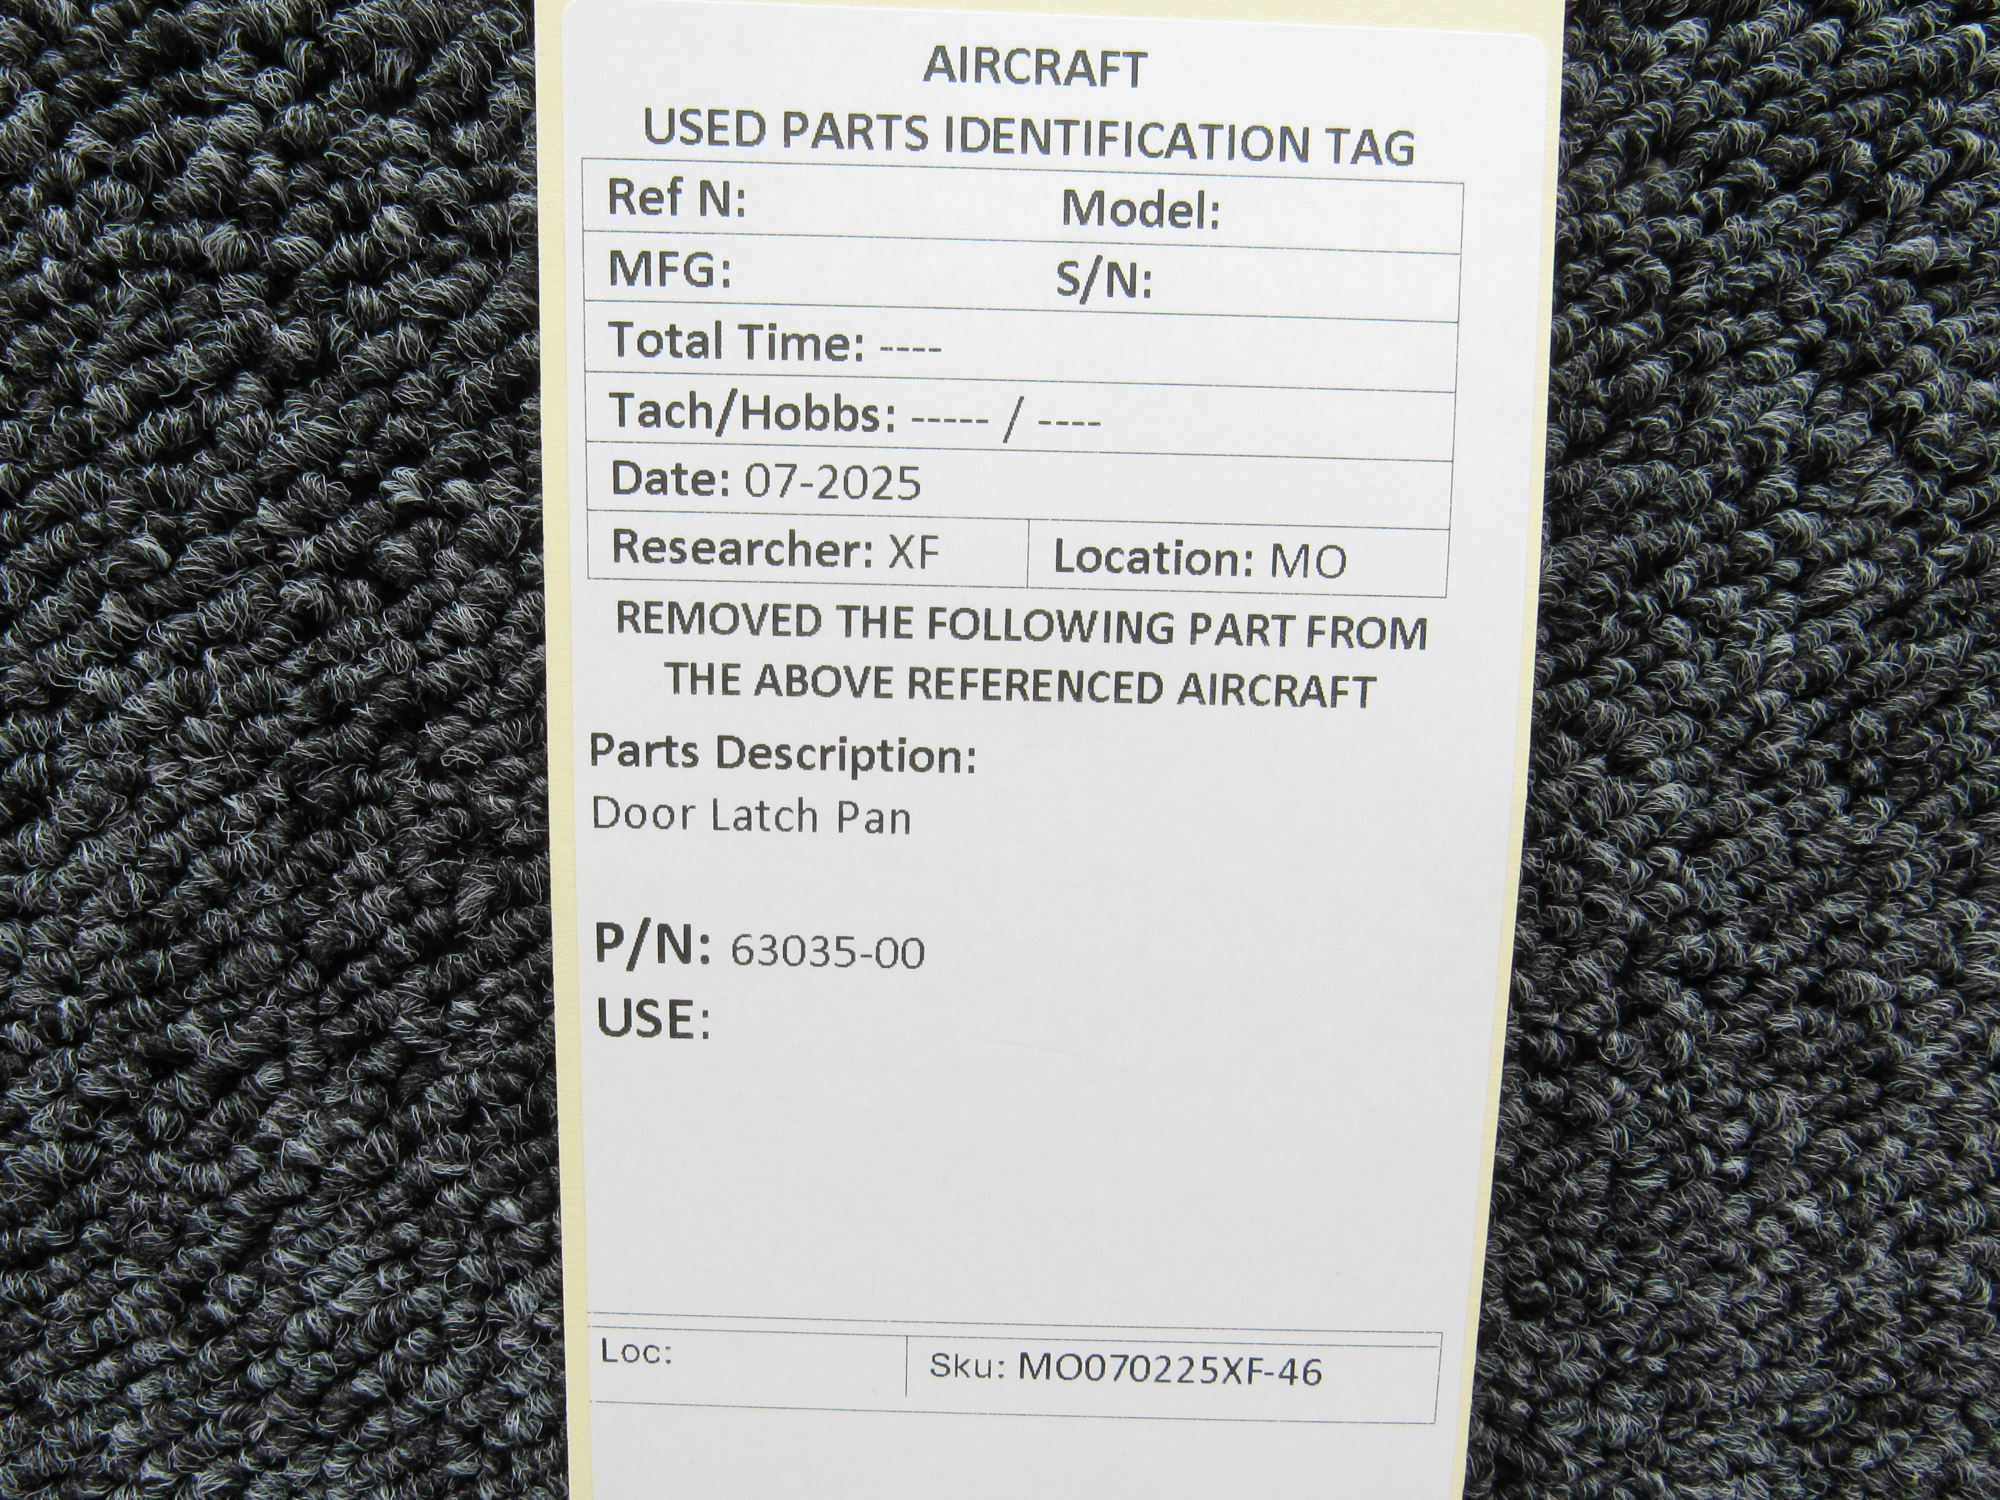 AIRCRAFT
USED PARTS IDENTIFICATION TAG
Ref N: Model:
MFG: S/N:
Total Time: ----
Tach/Hobbs: ----- / ----
Date: 07-2025
Researcher: XF Location: MO
REMOVED THE FOLLOWING PART FROM
THE ABOVE REFERENCED AIRCRAFT
Parts Description:
Door Latch Pan
P/N: 63035-00
USE:
Loc: Sku: MO070225XF-46